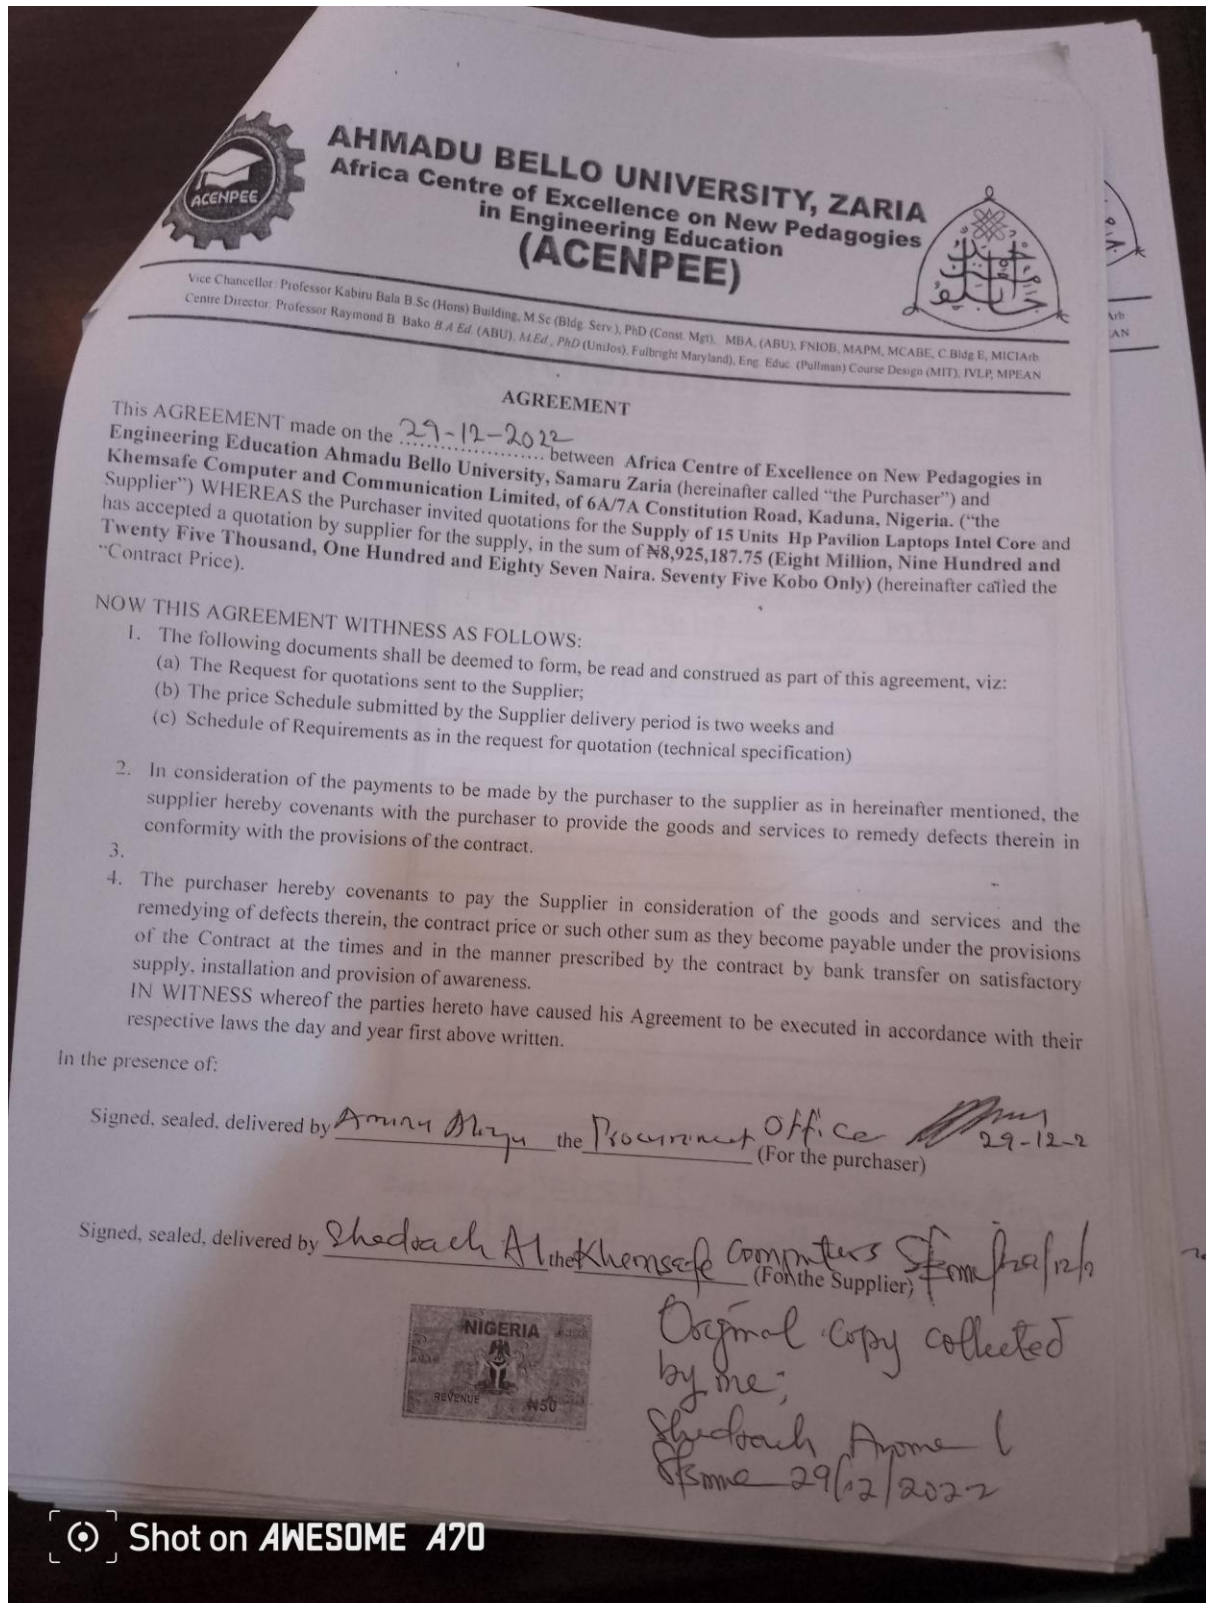 ACENPEE
AHMADU BELLO UNIVERSITY, ZARIA
Africa Centre of Excellence on New Pedagogies
in Engineering Education
(ACENPEE)
Vice Chancellor: Professor Kabiru Bala B.Sc (Hons) Building, M.Sc (Bldg. Serv.), PhD (Const. Mgt), MBA, (ABU), FNIOB, MAPM, MCABE, C.Bldg E, MICIArb
Centre Director: Professor Raymond B. Bako B.A Ed. (ABU), M.Ed., PhD (UniJos), Fulbright Maryland), Eng. Educ. (Pullman) Course Design (MIT), IVLP, MPEAN
AGREEMENT
This AGREEMENT made on the 29-12-2022 between Africa Centre of Excellence on New Pedagogies in
Engineering Education Ahmadu Bello University, Samaru Zaria (hereinafter called "the Purchaser") and
Khemsafe Computer and Communication Limited, of 6A/7A Constitution Road, Kaduna, Nigeria. ("the
Supplier") WHEREAS the Purchaser invited quotations for the Supply of 15 Units Hp Pavilion Laptops Intel Core and
has accepted a quotation by supplier for the supply, in the sum of ₦8,925,187.75 (Eight Million, Nine Hundred and
Twenty Five Thousand, One Hundred and Eighty Seven Naira. Seventy Five Kobo Only) (hereinafter called the
"Contract Price).
NOW THIS AGREEMENT WITHNESS AS FOLLOWS:
1. The following documents shall be deemed to form, be read and construed as part of this agreement, viz:
(a) The Request for quotations sent to the Supplier;
(b) The price Schedule submitted by the Supplier delivery period is two weeks and
(c) Schedule of Requirements as in the request for quotation (technical specification)
2. In consideration of the payments to be made by the purchaser to the supplier as in hereinafter mentioned, the
supplier hereby covenants with the purchaser to provide the goods and services to remedy defects therein in
conformity with the provisions of the contract.
3.
4. The purchaser hereby covenants to pay the Supplier in consideration of the goods and services and the
remedying of defects therein, the contract price or such other sum as they become payable under the provisions
of the Contract at the times and in the manner prescribed by the contract by bank transfer on satisfactory
supply, installation and provision of awareness.
IN WITNESS whereof the parties hereto have caused his Agreement to be executed in accordance with their
respective laws the day and year first above written.
In the presence of:
Signed, sealed, delivered by Aminu Aliyu the Procurement Office 29-12-2
(For the purchaser)
Signed, sealed, delivered by Shedrach A1 the Khemsafe Computers
(For the Supplier)
NIGERIA
REVENUE ₦50
Original copy collected
by me;
Shedrach
29/12/2022
Shot on AWESOME A70